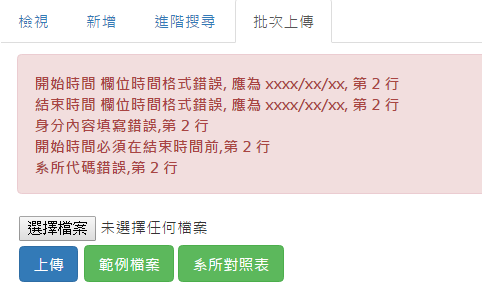 檢視 新增 進階搜尋 批次上傳
開始時間 欄位時間格式錯誤, 應為 xxxx/xx/xx, 第 2 行
結束時間 欄位時間格式錯誤, 應為 xxxx/xx/xx, 第 2 行
身分內容填寫錯誤,第 2 行
開始時間必須在結束時間前,第 2 行
系所代碼錯誤,第 2 行
選擇檔案 未選擇任何檔案
上傳 範例檔案 系所對照表